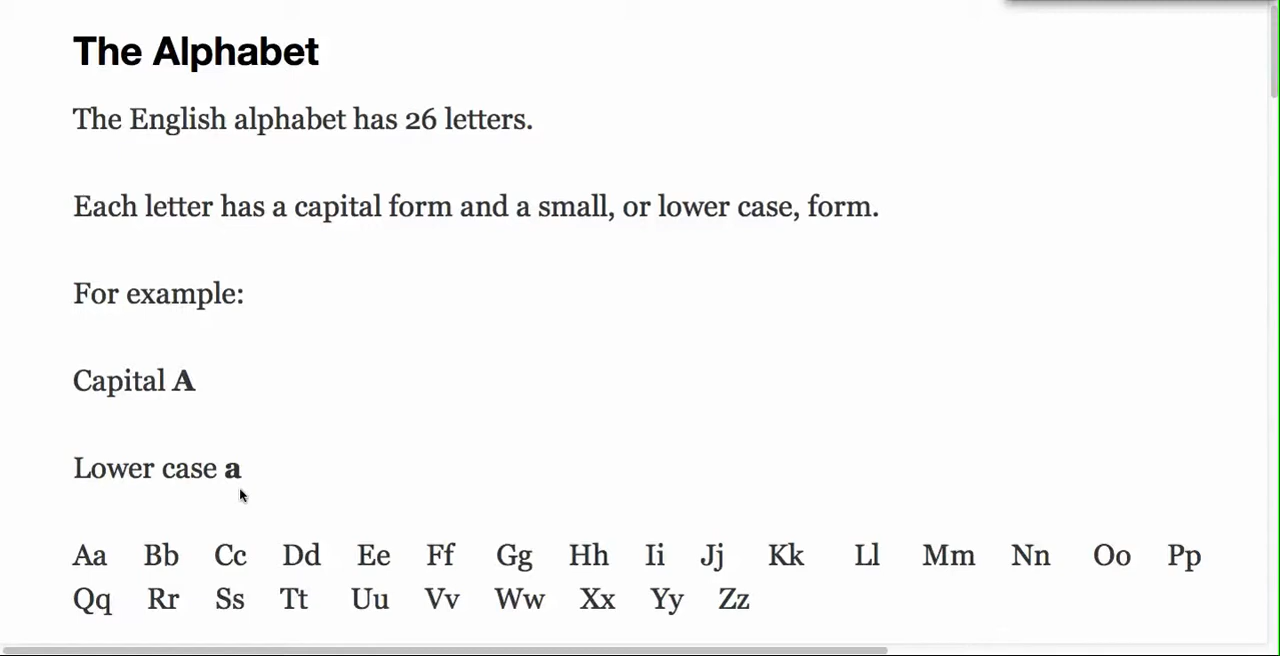 The Alphabet
The English alphabet has 26 letters.
Each letter has a capital form and a small, or lower case, form.
For example:
Capital A
Lower case a
Aa Bb Cc Dd Ee Ff Gg Hh Ii Jj Kk Ll Mm Nn Oo Pp
Qq Rr Ss Tt Uu Vv Ww Xx Yy Zz